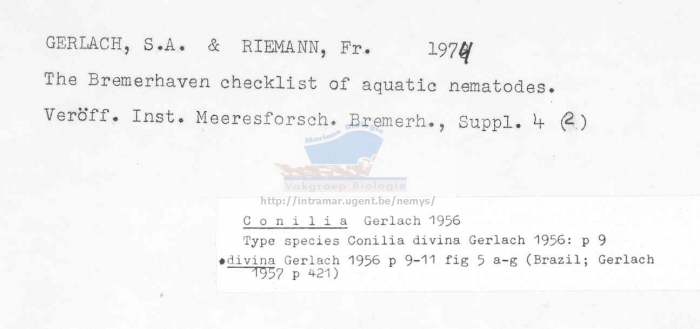 GERLACH, S.A. & RIEMANN, Fr. 1974
The Bremerhaven checklist of aquatic nematodes.
Veröff. Inst. Meeresforsch. Bremerh., Suppl. 4 (2)
Vakgroep Biologie
http://intramar.ugent.be/nemys/
Conilia Gerlach 1956
Type species Conilia divina Gerlach 1956: p 9
•divina Gerlach 1956 p 9-11 fig 5 a-g (Brazil; Gerlach
1957 p 421)